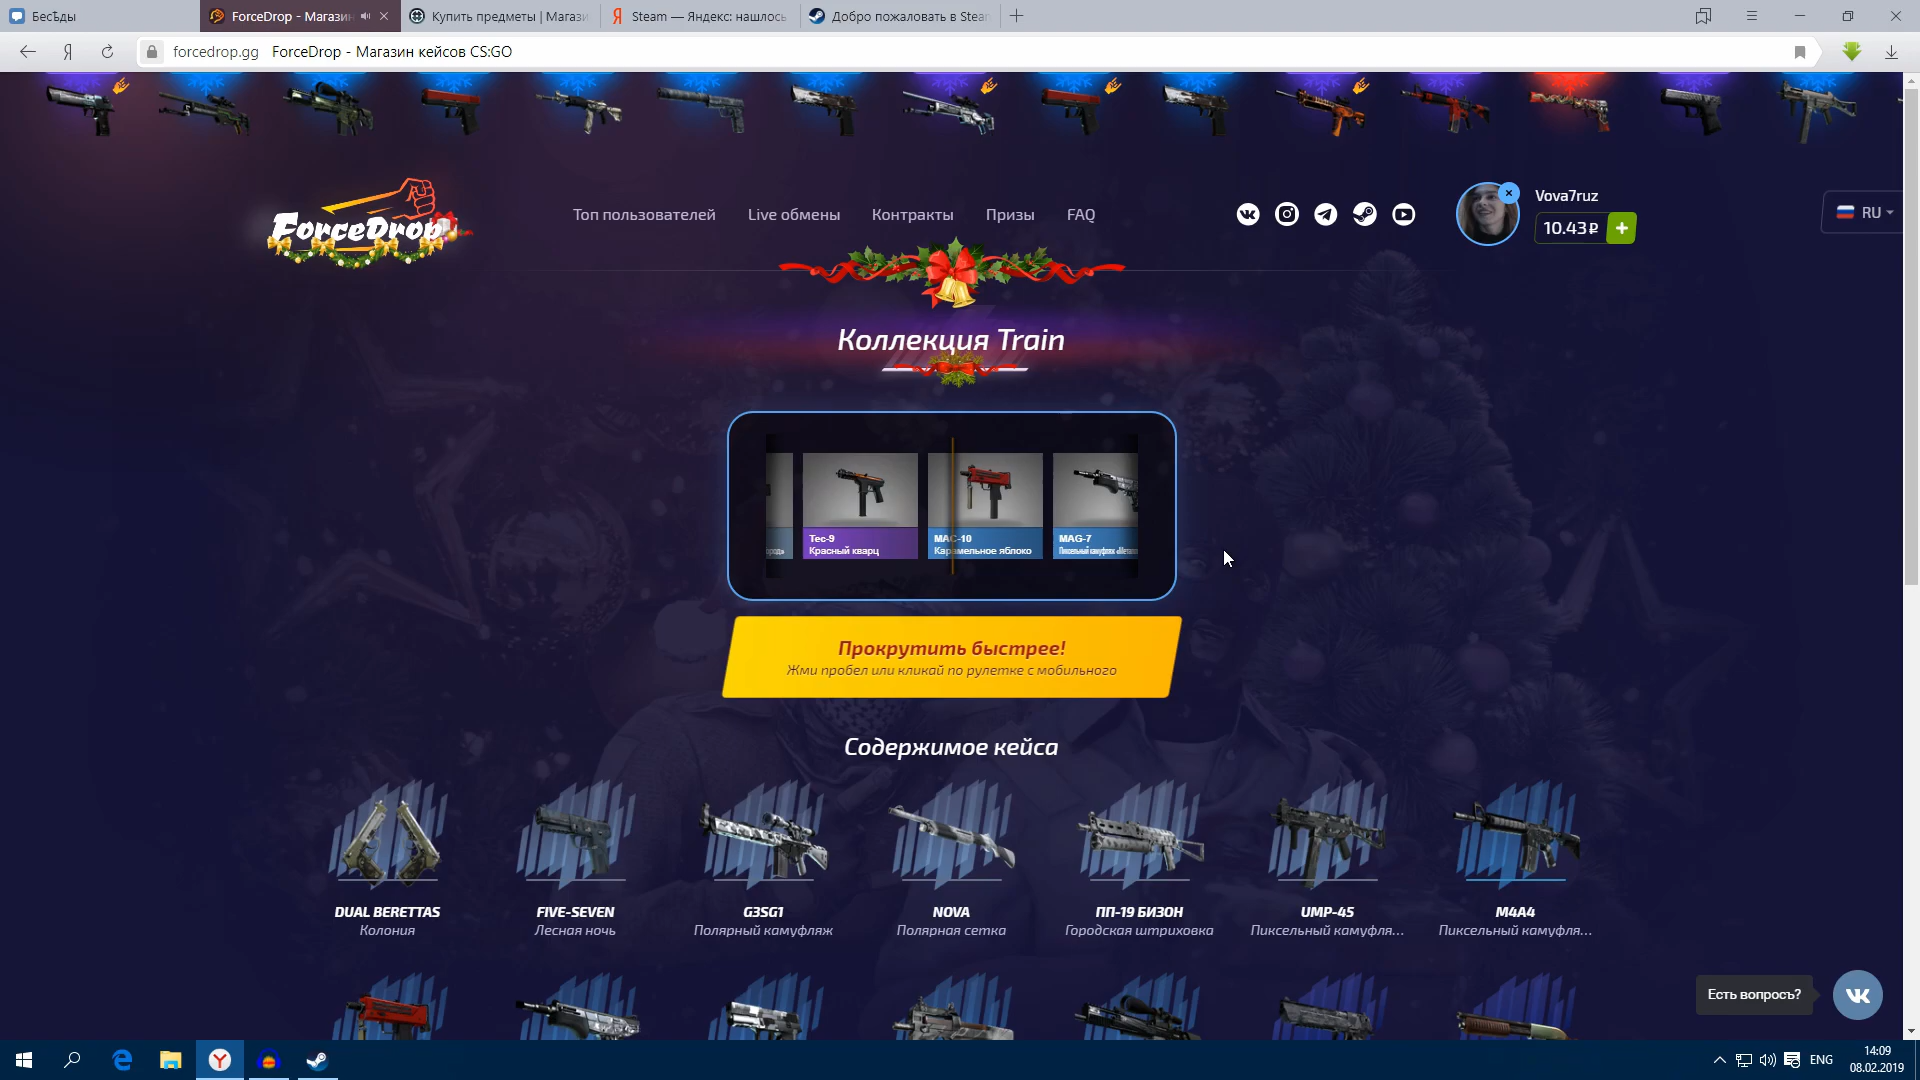 БесЪды
ForceDrop - Магазин
Купить предметы | Магази
Steam — Яндекс: нашлось
Добро пожаловать в Steam
forcedrop.gg ForceDrop - Магазин кейсов CS:GO
ForceDrop
Топ пользователей
Live обмены
Контракты
Призы
FAQ
Vova7ruz
10.43₽
RU
Коллекция Train
Tec-9
Красный кварц
MAC-10
Карамельное яблоко
MAG-7
Прокрутить быстрее!
Жми пробел или кликай по рулетке с мобильного
Содержимое кейса
DUAL BERETTAS
Колония
FIVE-SEVEN
Лесная ночь
G3SG1
Полярный камуфляж
NOVA
Полярная сетка
ПП-19 БИЗОН
Городская штриховка
UMP-45
Пиксельный камуфля...
M4A4
Пиксельный камуфля...
Есть вопросъ?
ENG
14:09
08.02.2019